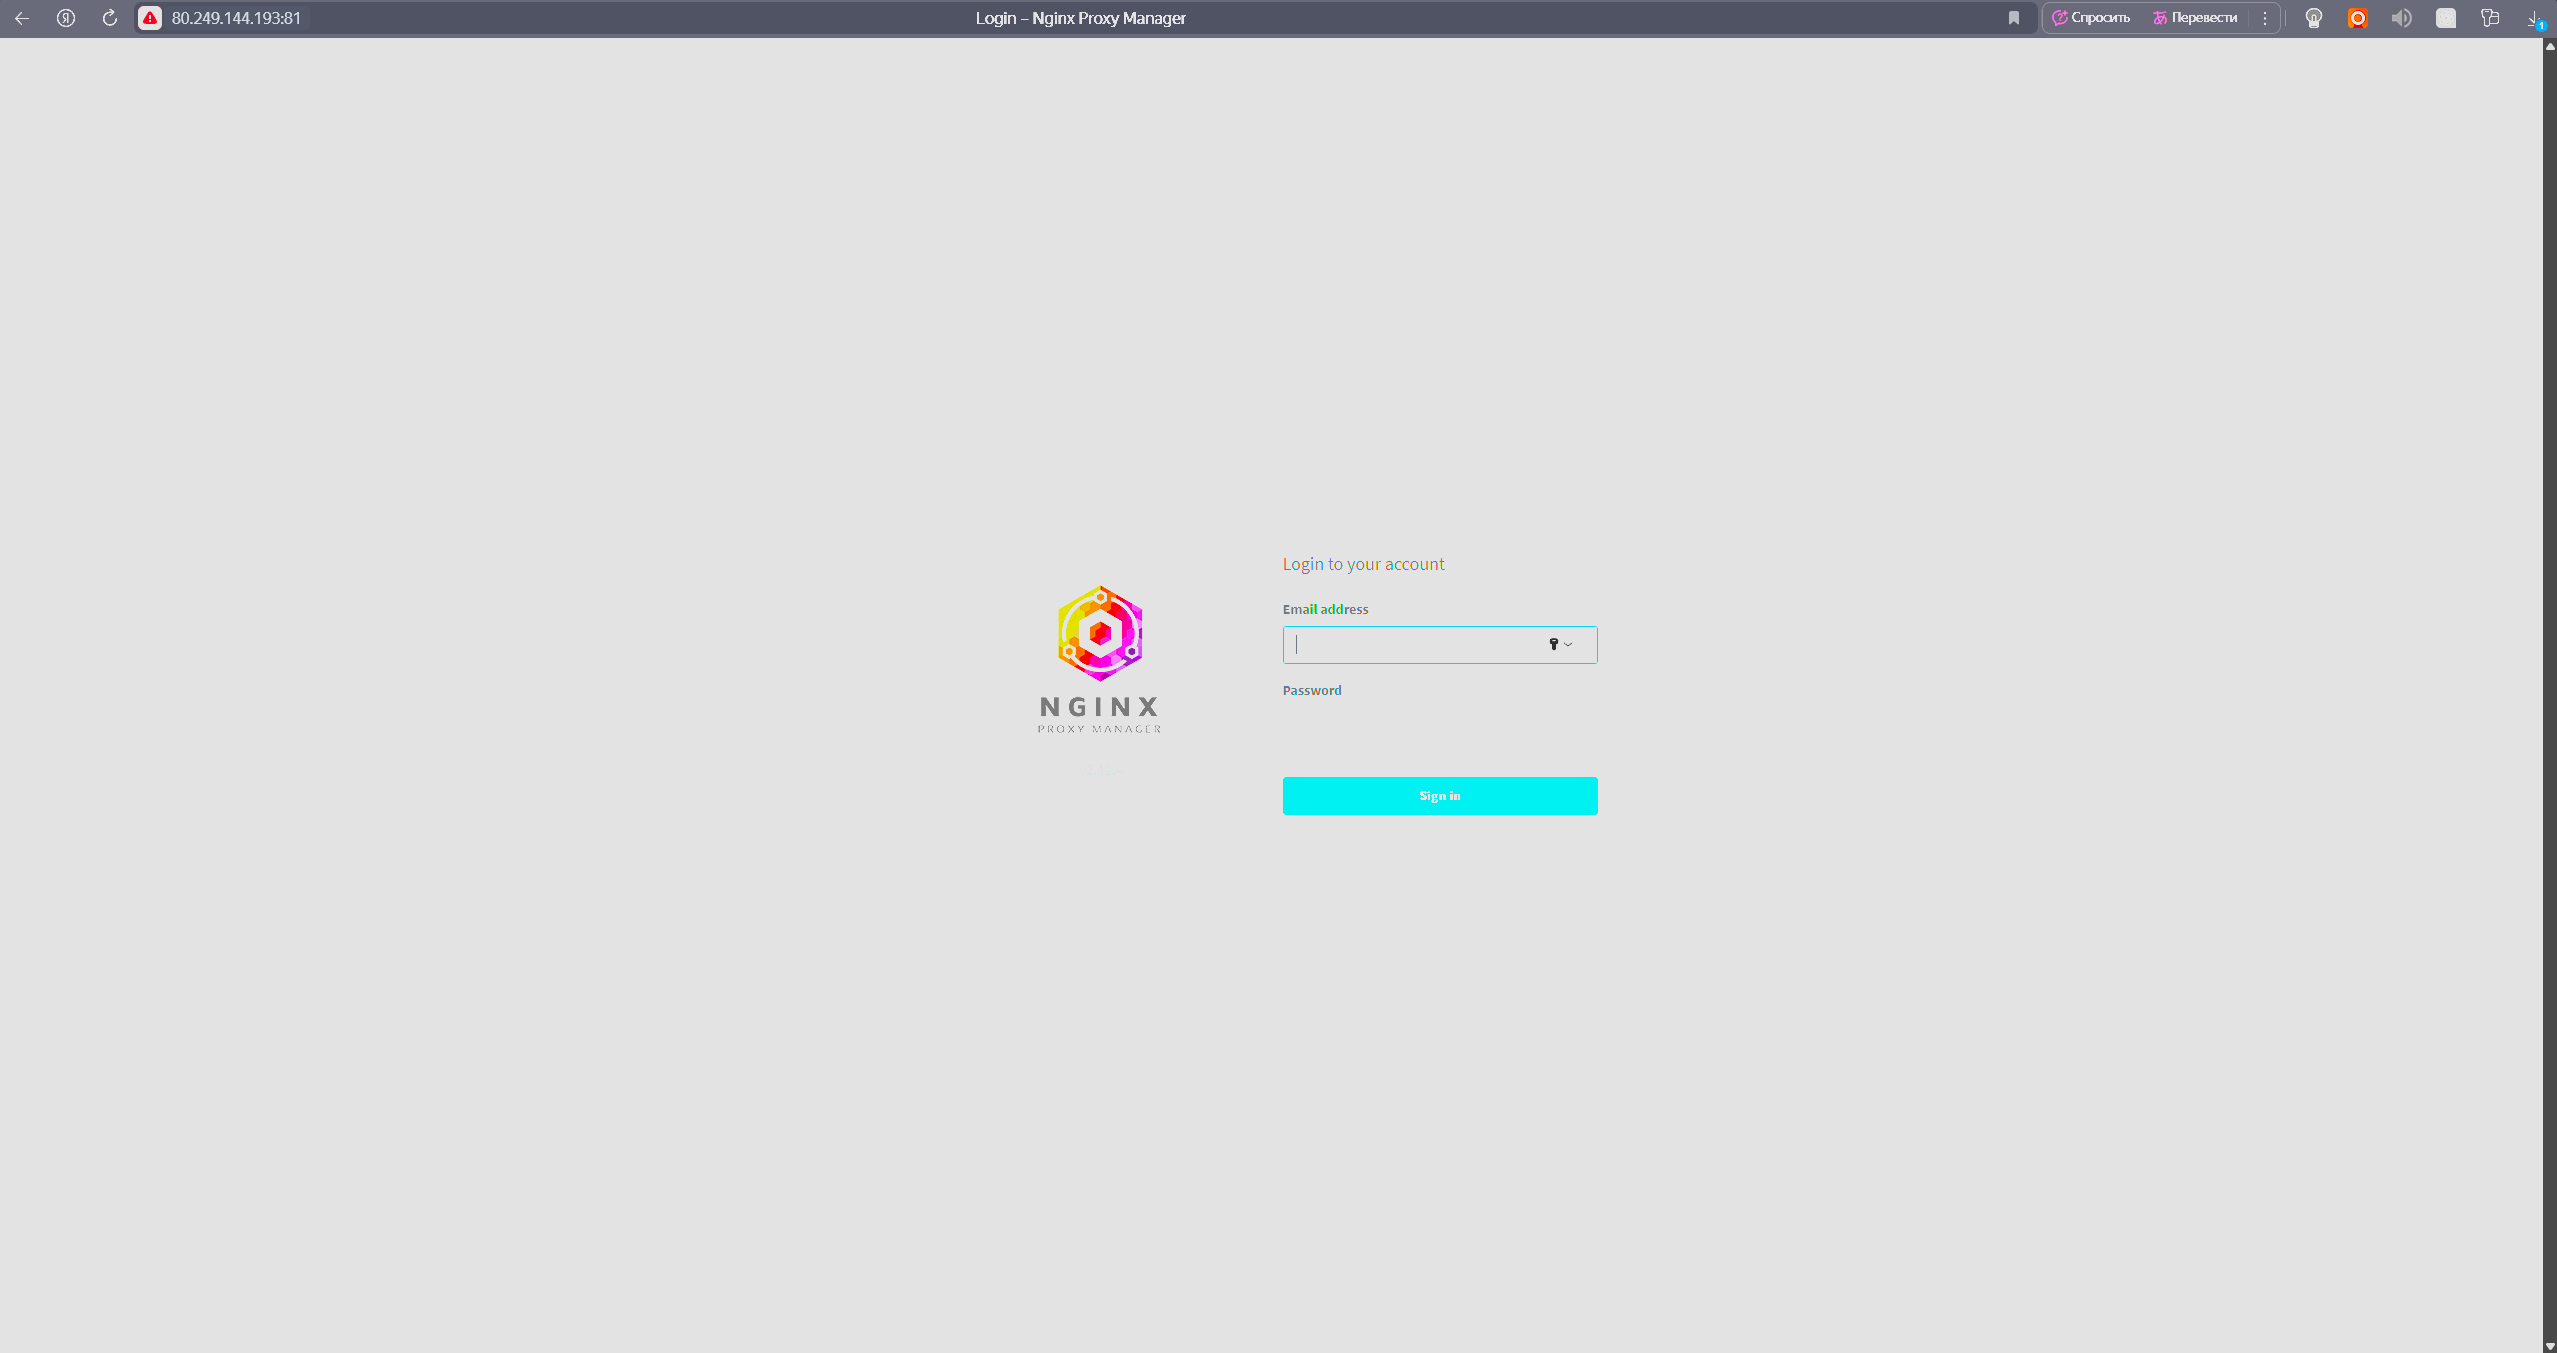 80.249.144.193:81
Login – Nginx Proxy Manager
Спросить
Перевести
1
Login to your account
Email address
Password
Sign in
NGINX
PROXY MANAGER